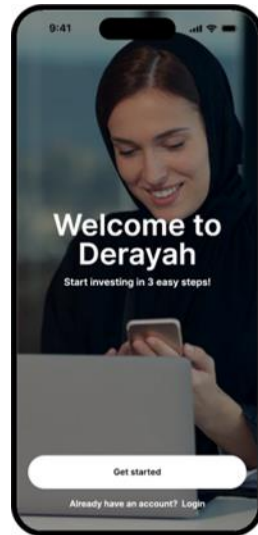 9:41
Welcome to
Derayah
Start investing in 3 easy steps!
Get started
Already have an account? Login